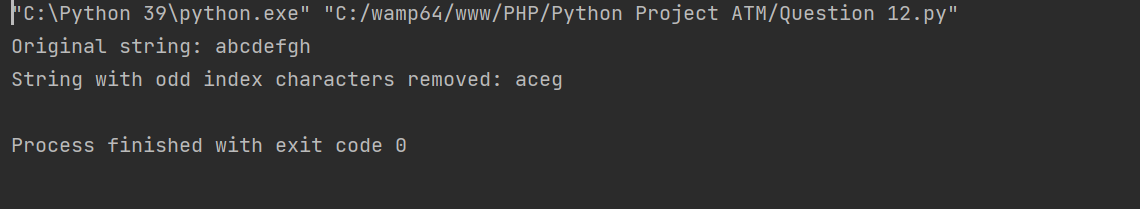 "C:\Python 39\python.exe" "C:/wamp64/www/PHP/Python Project ATM/Question 12.py"
Original string: abcdefgh
String with odd index characters removed: aceg
Process finished with exit code 0